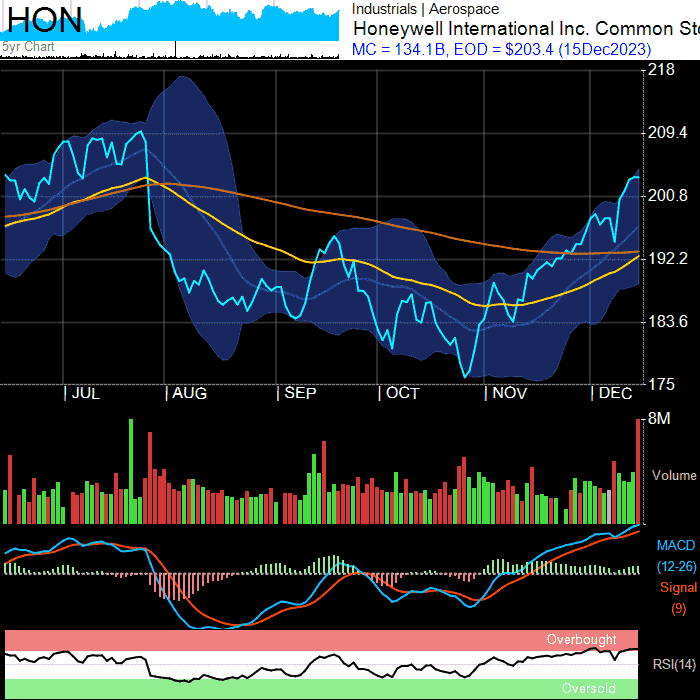 HON
5yr Chart
Industrials | Aerospace
Honeywell International Inc. Common Sto
MC = 134.1B, EOD = $203.4 (15Dec2023)
218
209.4
200.8
192.2
183.6
175
| JUL | AUG | SEP | OCT | NOV | DEC
8M
Volume
MACD
(12-26)
Signal
(9)
Overbought
RSI(14)
Oversold